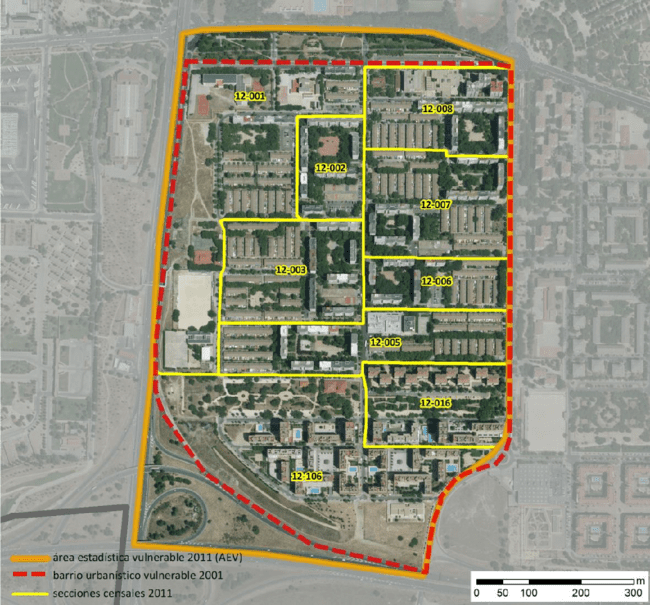 12-001
12-008
12-002
12-007
12-003
12-006
12-005
12-016
12-106
área estadística vulnerable 2011 (AEV)
barrio urbanístico vulnerable 2001
secciones censales 2011
0 50 100 200 300 m